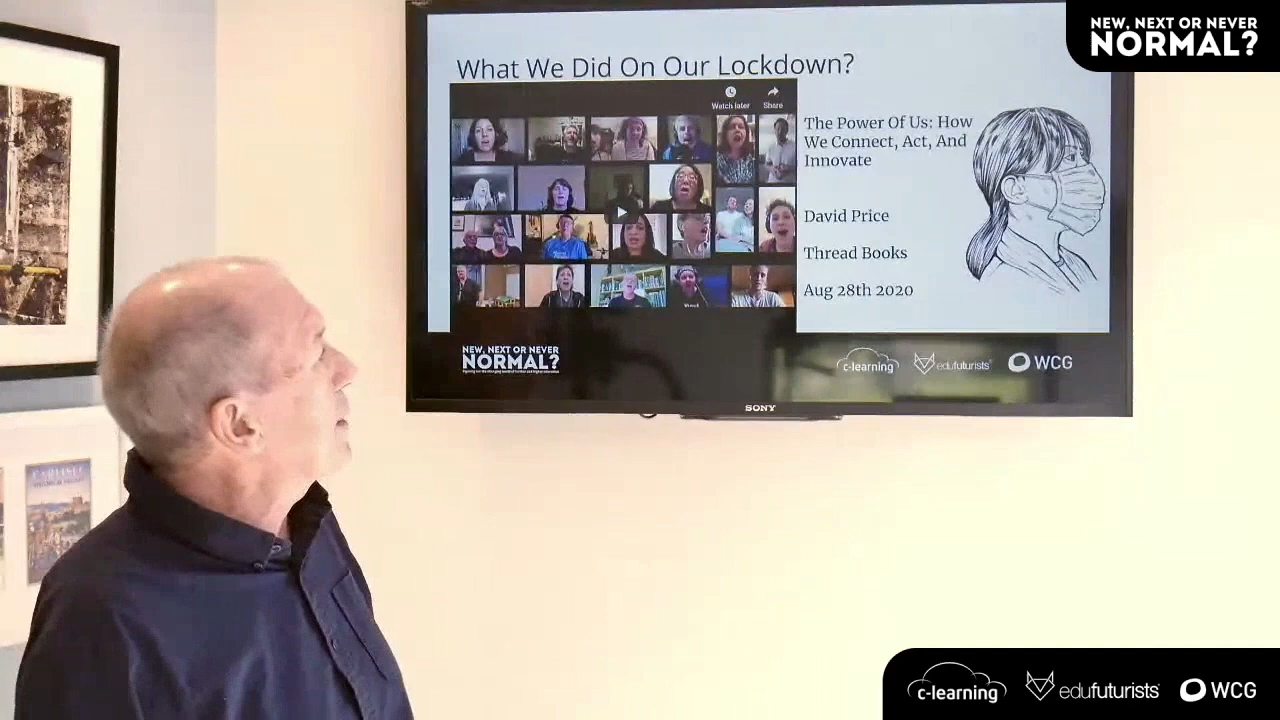 NEW, NEXT OR NEVER
NORMAL?
What We Did On Our Lockdown?
Watch later
Share
The Power Of Us: How
We Connect, Act, And
Innovate
David Price
Thread Books
Aug 28th 2020
NEW, NEXT OR NEVER
NORMAL?
c-learning
edufuturists
WCG
SONY
CARLISLE
c-learning
edufuturists
WCG